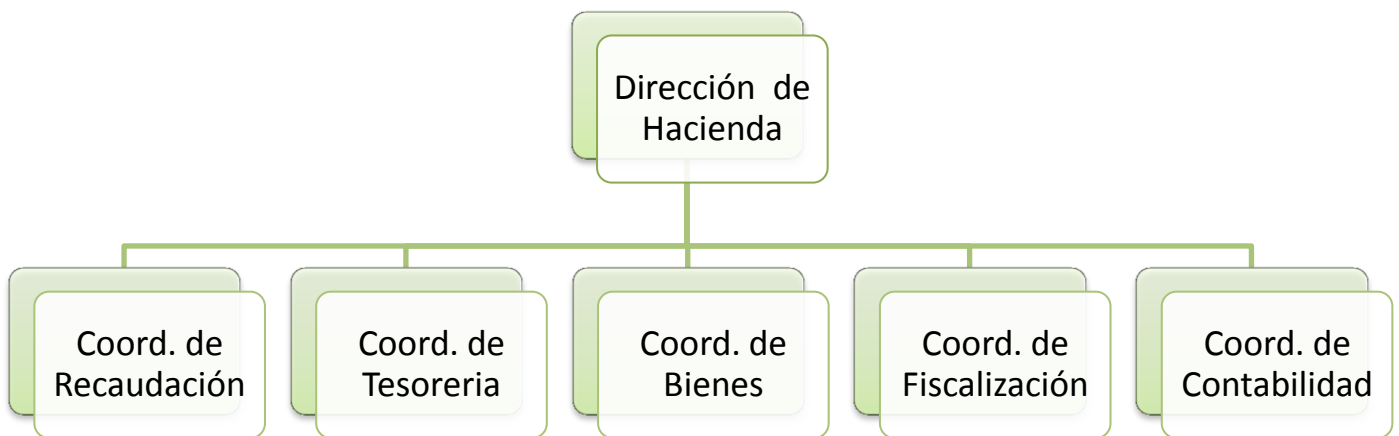 Dirección de
Hacienda
Coord. de
Recaudación
Coord. de
Tesoreria
Coord. de
Bienes
Coord. de
Fiscalización
Coord. de
Contabilidad